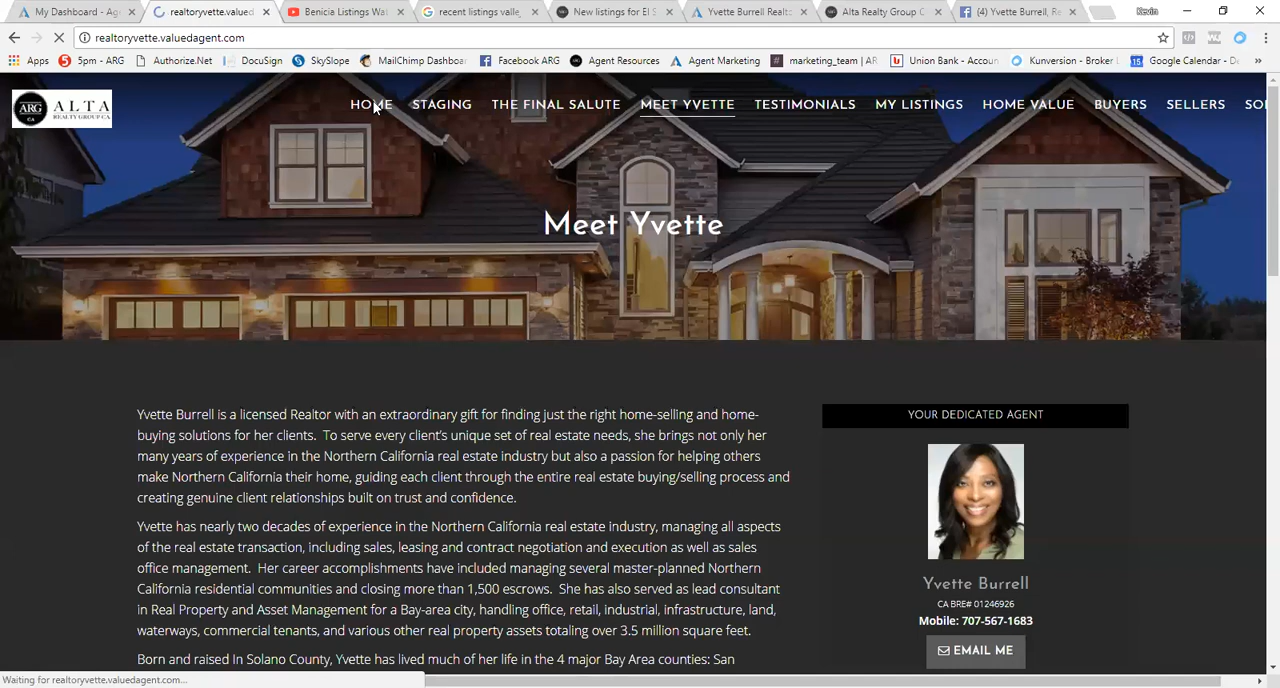 My Dashboard - Ag
realtoryvette.valued
Benicia Listings Wal
recent listings valle
New listings for El S
Yvette Burrell Realto
Alta Realty Group C
(4) Yvette Burrell, Re
Kevin
realtoryvette.valuedagent.com
Apps
5pm - ARG
AuthorizeNet
DocuSign
SkySlope
MailChimp Dashboar
Facebook ARG
Agent Resources
Agent Marketing
marketing_team | AR
Union Bank - Accoun
Kunversion - Broker L
Google Calendar - De
ARG CA ALTA
REALTY GROUP CA
HOME STAGING THE FINAL SALUTE MEET YVETTE TESTIMONIALS MY LISTINGS HOME VALUE BUYERS SELLERS SO
Meet Yvette
Yvette Burrell is a licensed Realtor with an extraordinary gift for finding just the right home-selling and home-
buying solutions for her clients. To serve every client's unique set of real estate needs, she brings not only her
many years of experience in the Northern California real estate industry but also a passion for helping others
make Northern California their home, guiding each client through the entire real estate buying/selling process and
creating genuine client relationships built on trust and confidence.
Yvette has nearly two decades of experience in the Northern California real estate industry, managing all aspects
of the real estate transaction, including sales, leasing and contract negotiation and execution as well as sales
office management. Her career accomplishments have included managing several master-planned Northern
California residential communities and closing more than 1,500 escrows. She has also served as lead consultant
in Real Property and Asset Management for a Bay-area city, handling office, retail, industrial, infrastructure, land,
waterways, commercial tenants, and various other real property assets totaling over 3.5 million square feet.
Born and raised in Solano County, Yvette has lived much of her life in the 4 major Bay Area counties: San
YOUR DEDICATED AGENT
Yvette Burrell
CA BRE# 01246926
Mobile: 707-567-1683
EMAIL ME
Waiting for realtoryvette.valuedagent.com...